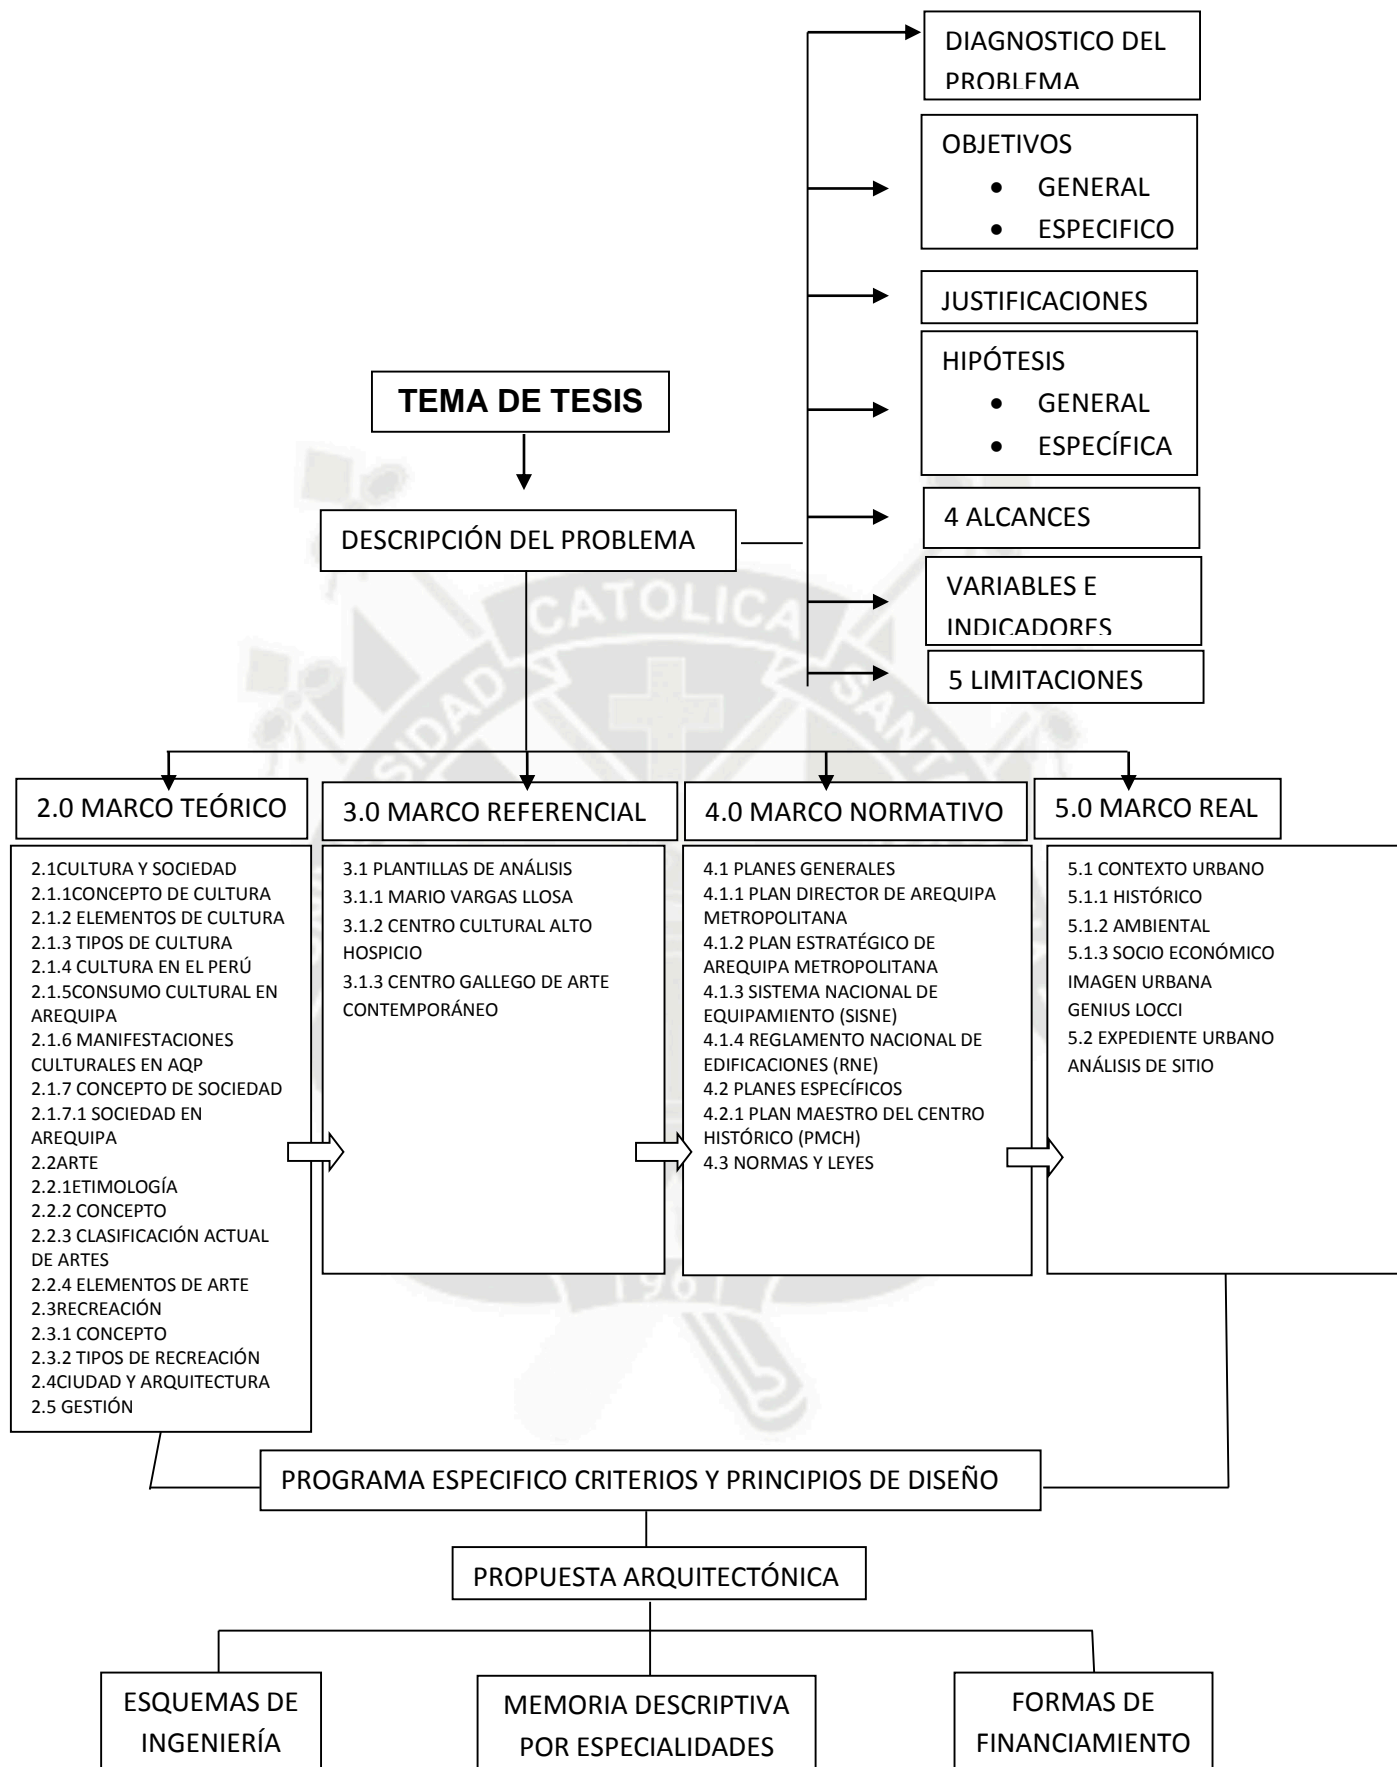 DIAGNOSTICO DEL
PROBLEMA
OBJETIVOS
• GENERAL
• ESPECIFICO
JUSTIFICACIONES
HIPÓTESIS
• GENERAL
• ESPECÍFICA
TEMA DE TESIS
4 ALCANCES
DESCRIPCIÓN DEL PROBLEMA
VARIABLES E
INDICADORES
5 LIMITACIONES
CATOLICA
SIDAD
SANTA
1961
2.0 MARCO TEÓRICO
2.1CULTURA Y SOCIEDAD
2.1.1CONCEPTO DE CULTURA
2.1.2 ELEMENTOS DE CULTURA
2.1.3 TIPOS DE CULTURA
2.1.4 CULTURA EN EL PERÚ
2.1.5CONSUMO CULTURAL EN
AREQUIPA
2.1.6 MANIFESTACIONES
CULTURALES EN AQP
2.1.7 CONCEPTO DE SOCIEDAD
2.1.7.1 SOCIEDAD EN
AREQUIPA
2.2ARTE
2.2.1ETIMOLOGÍA
2.2.2 CONCEPTO
2.2.3 CLASIFICACIÓN ACTUAL
DE ARTES
2.2.4 ELEMENTOS DE ARTE
2.3RECREACIÓN
2.3.1 CONCEPTO
2.3.2 TIPOS DE RECREACIÓN
2.4CIUDAD Y ARQUITECTURA
2.5 GESTIÓN
3.0 MARCO REFERENCIAL
3.1 PLANTILLAS DE ANÁLISIS
3.1.1 MARIO VARGAS LLOSA
3.1.2 CENTRO CULTURAL ALTO
HOSPICIO
3.1.3 CENTRO GALLEGO DE ARTE
CONTEMPORÁNEO
4.0 MARCO NORMATIVO
4.1 PLANES GENERALES
4.1.1 PLAN DIRECTOR DE AREQUIPA
METROPOLITANA
4.1.2 PLAN ESTRATÉGICO DE
AREQUIPA METROPOLITANA
4.1.3 SISTEMA NACIONAL DE
EQUIPAMIENTO (SISNE)
4.1.4 REGLAMENTO NACIONAL DE
EDIFICACIONES (RNE)
4.2 PLANES ESPECÍFICOS
4.2.1 PLAN MAESTRO DEL CENTRO
HISTÓRICO (PMCH)
4.3 NORMAS Y LEYES
5.0 MARCO REAL
5.1 CONTEXTO URBANO
5.1.1 HISTÓRICO
5.1.2 AMBIENTAL
5.1.3 SOCIO ECONÓMICO
IMAGEN URBANA
GENIUS LOCCI
5.2 EXPEDIENTE URBANO
ANÁLISIS DE SITIO
PROGRAMA ESPECIFICO CRITERIOS Y PRINCIPIOS DE DISEÑO
PROPUESTA ARQUITECTÓNICA
ESQUEMAS DE
INGENIERÍA
MEMORIA DESCRIPTIVA
POR ESPECIALIDADES
FORMAS DE
FINANCIAMIENTO